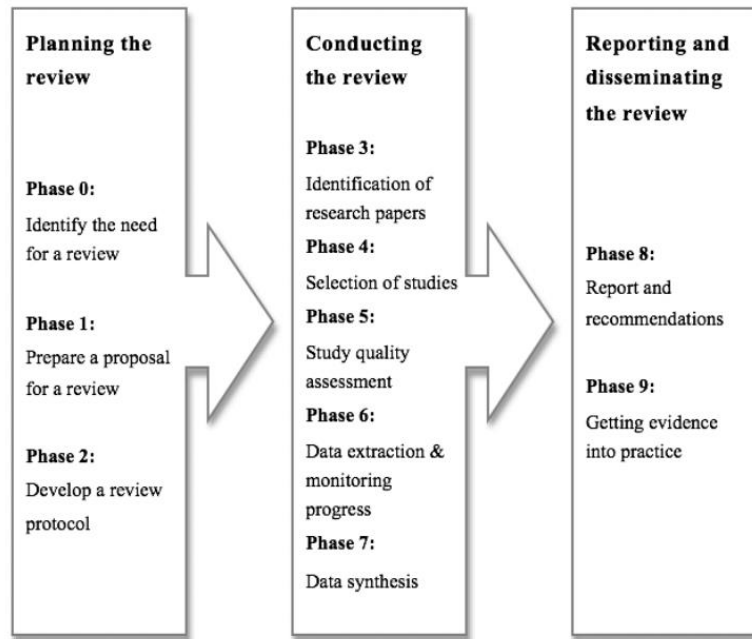 Planning the
review
Phase 0:
Identify the need
for a review
Phase 1:
Prepare a proposal
for a review
Phase 2:
Develop a review
protocol
Conducting
the review
Phase 3:
Identification of
research papers
Phase 4:
Selection of studies
Phase 5:
Study quality
assessment
Phase 6:
Data extraction &
monitoring
progress
Phase 7:
Data synthesis
Reporting and
disseminating
the review
Phase 8:
Report and
recommendations
Phase 9:
Getting evidence
into practice